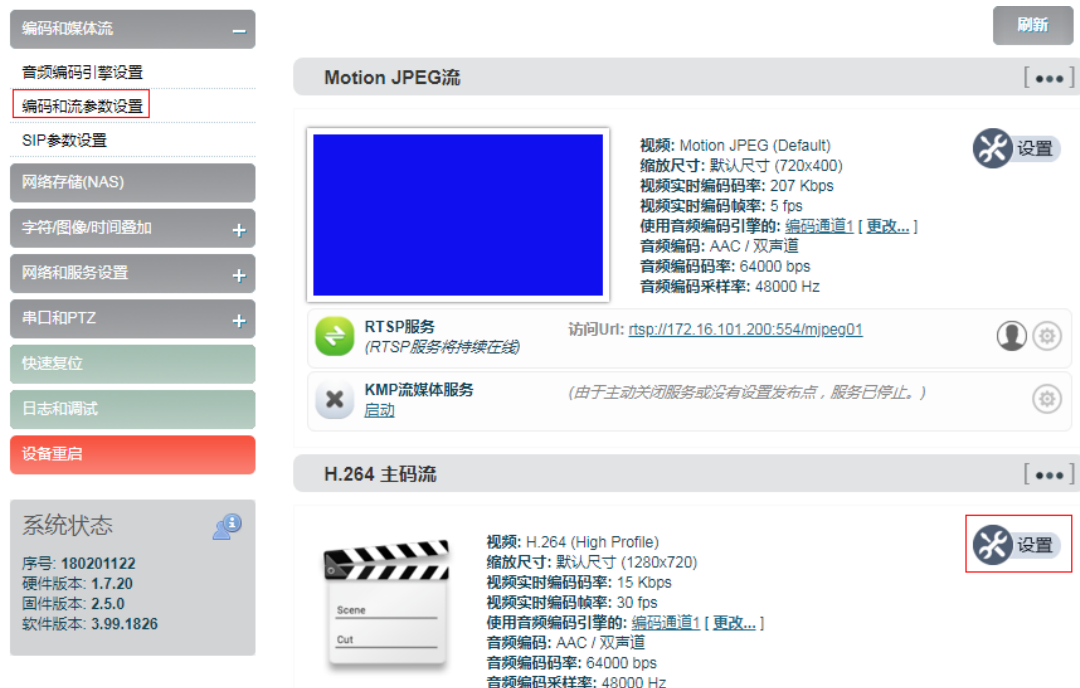 编码和媒体流
刷新
音频编码引擎设置
编码和流参数设置
SIP参数设置
网络存储(NAS)
字符/图像/时间叠加
网络和服务设置
串口和PTZ
快速复位
日志和调试
设备重启
系统状态
序号: 180201122
硬件版本: 1.7.20
固件版本: 2.5.0
软件版本: 3.99.1826
Motion JPEG流
[•••]
视频: Motion JPEG (Default)
缩放尺寸: 默认尺寸 (720x400)
视频实时编码码率: 207 Kbps
视频实时编码帧率: 5 fps
使用音频编码引擎的: 编码通道1 [ 更改... ]
音频编码: AAC / 双声道
音频编码码率: 64000 bps
音频编码采样率: 48000 Hz
设置
RTSP服务
(RTSP服务将持续在线)
访问Url: rtsp://172.16.101.200:554/mjpeg01
KMP流媒体服务
启动
(由于主动关闭服务或没有设置发布点，服务已停止。)
H.264 主码流
[•••]
Scene
Cut
视频: H.264 (High Profile)
缩放尺寸: 默认尺寸 (1280x720)
视频实时编码码率: 15 Kbps
视频实时编码帧率: 30 fps
使用音频编码引擎的: 编码通道1 [ 更改... ]
音频编码: AAC / 双声道
音频编码码率: 64000 bps
音频编码采样率: 48000 Hz
设置